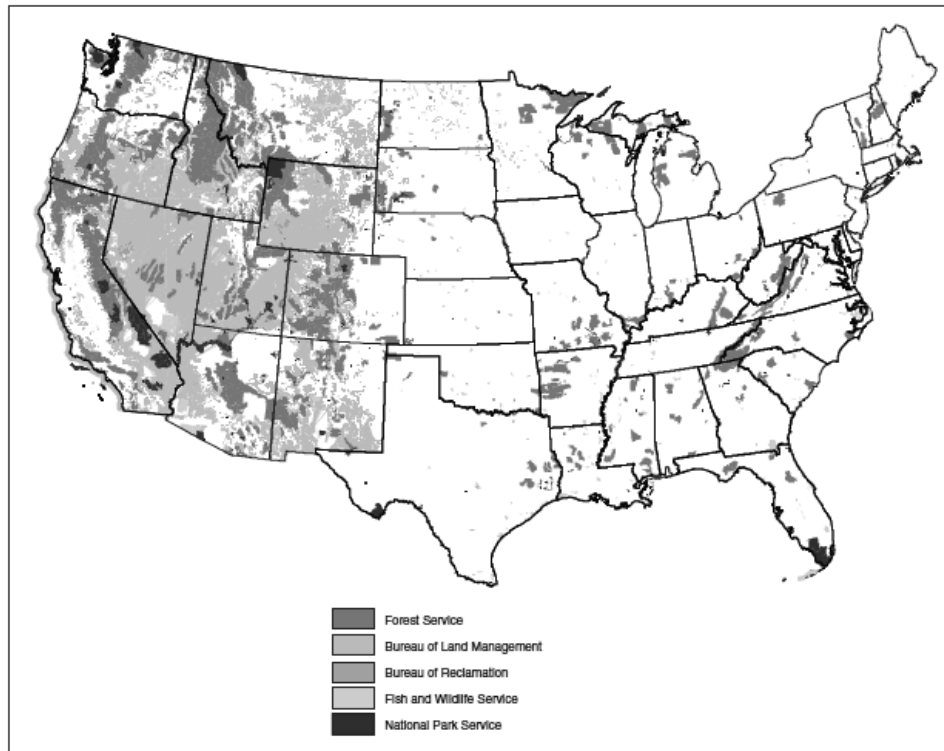 Forest Service
Bureau of Land Management
Bureau of Reclamation
Fish and Wildlife Service
National Park Service